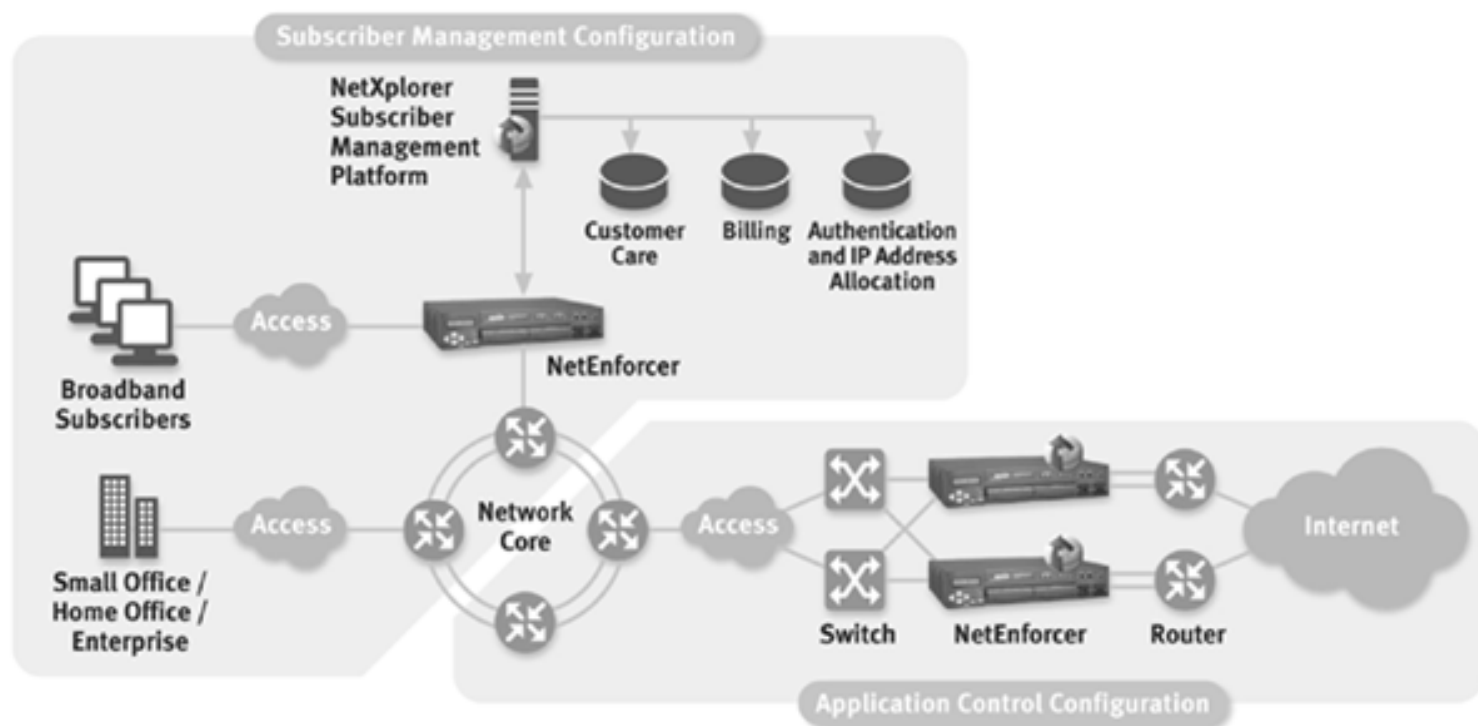 Subscriber Management Configuration
NetXplorer
Subscriber
Management
Platform
Customer
Care
Billing
Authentication
and IP Address
Allocation
Access
NetEnforcer
Broadband
Subscribers
Access
Network
Core
Small Office /
Home Office /
Enterprise
Access
Internet
Switch
NetEnforcer
Router
Application Control Configuration